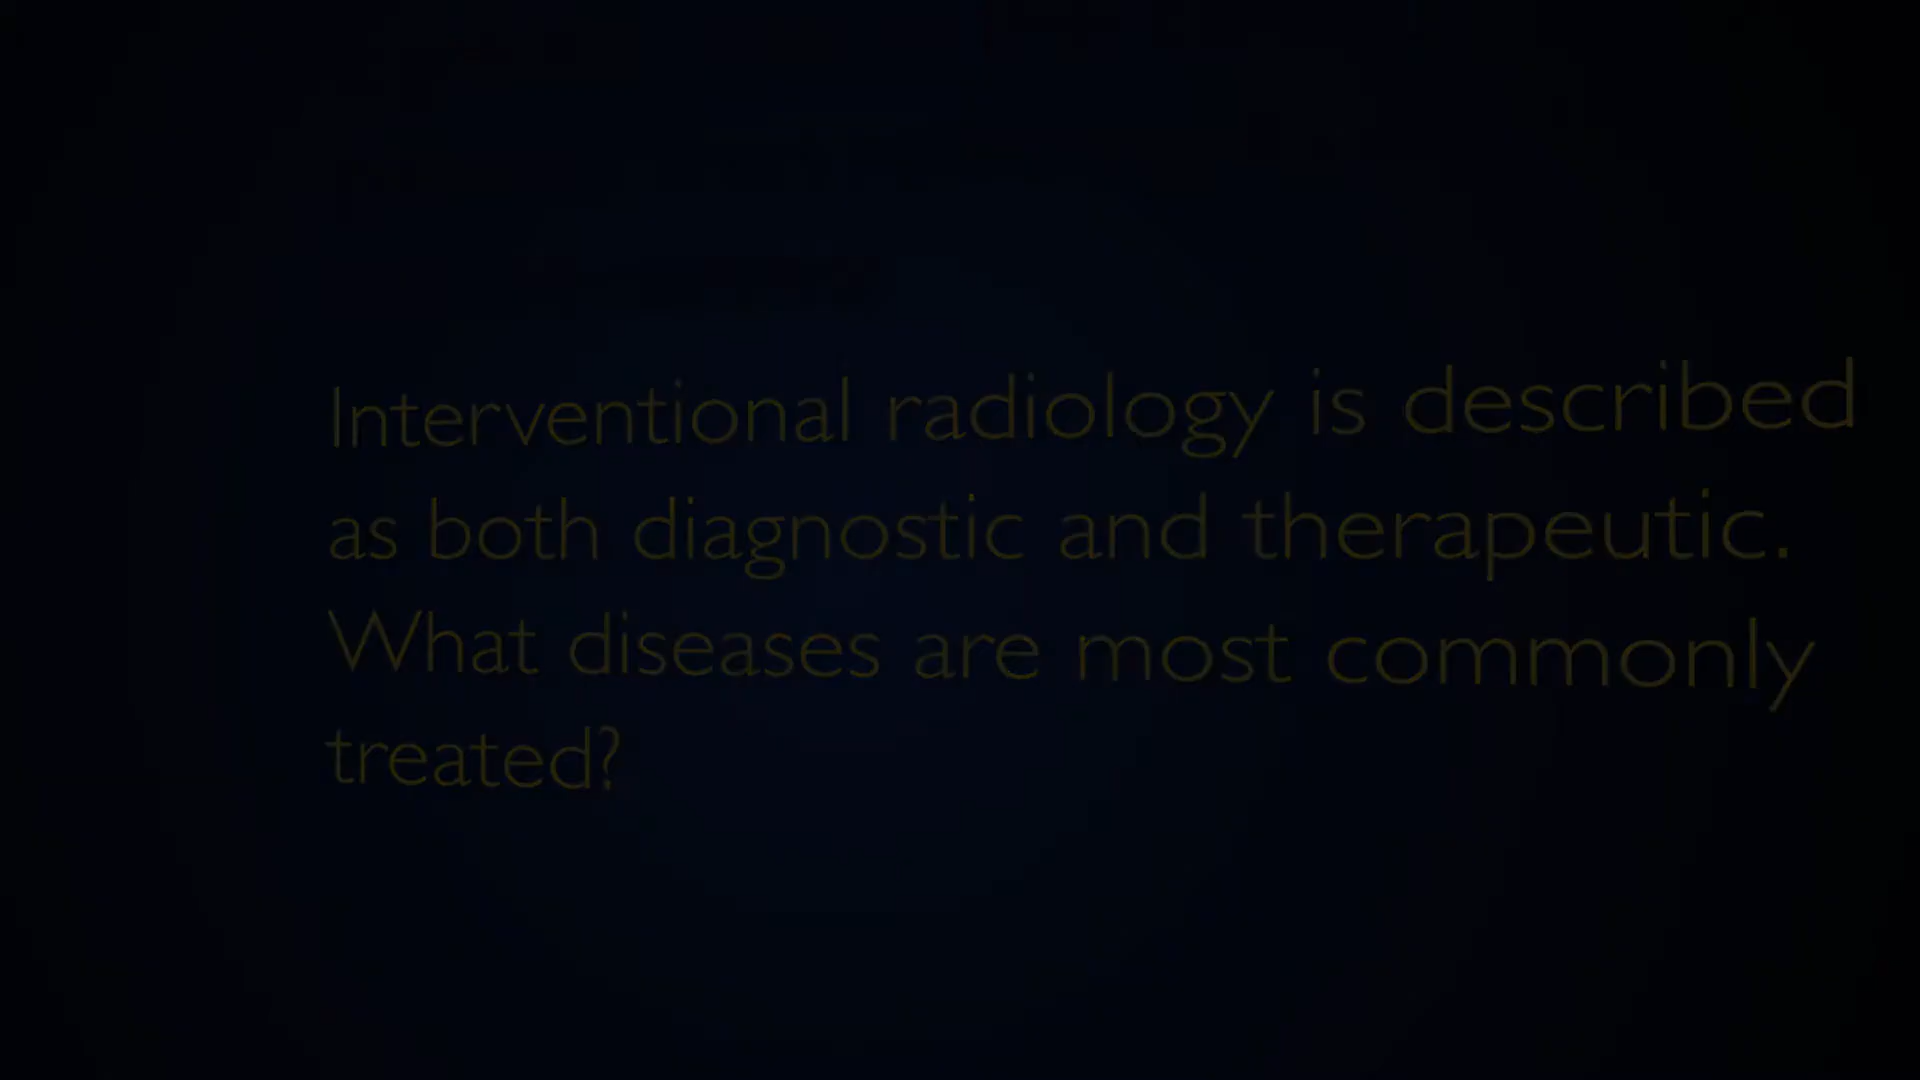 Interventional radiology is described
as both diagnostic and therapeutic.
What diseases are most commonly
treated?